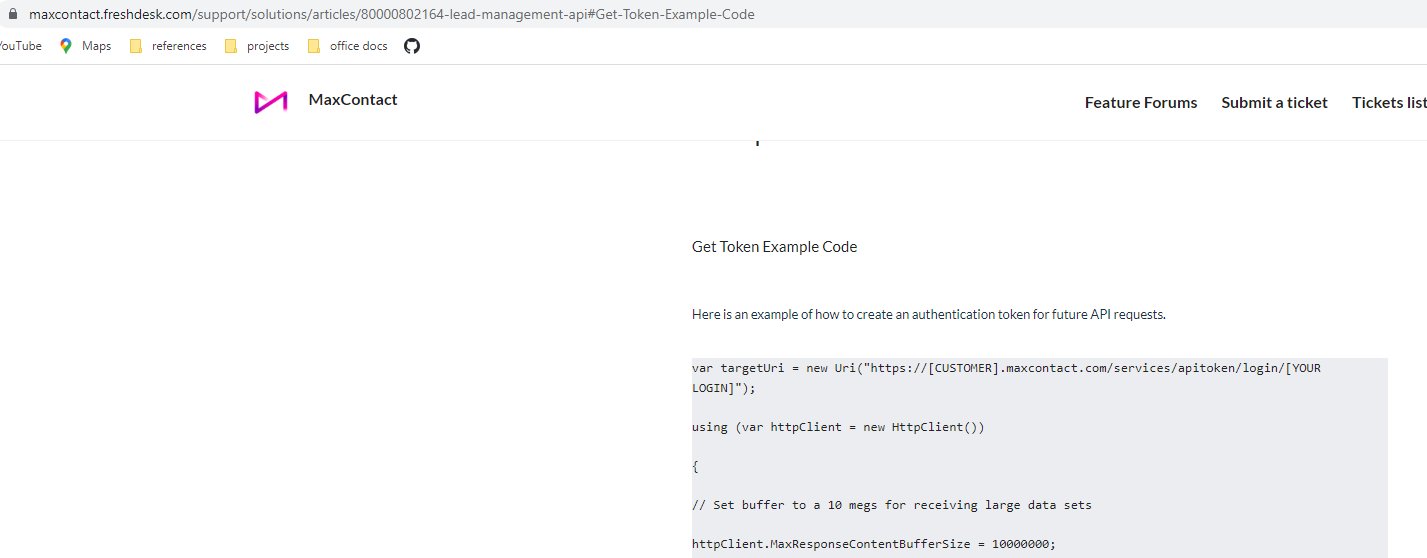 maxcontact.freshdesk.com/support/solutions/articles/80000802164-lead-management-api#Get-Token-Example-Code
YouTube Maps references projects office docs
MaxContact Feature Forums Submit a ticket Tickets list
Get Token Example Code
Here is an example of how to create an authentication token for future API requests.
var targetUri = new Uri("https://[CUSTOMER].maxcontact.com/services/apitoken/login/[YOUR
LOGIN]");
using (var httpClient = new HttpClient())
{
// Set buffer to a 10 megs for receiving large data sets
httpClient.MaxResponseContentBufferSize = 10000000;